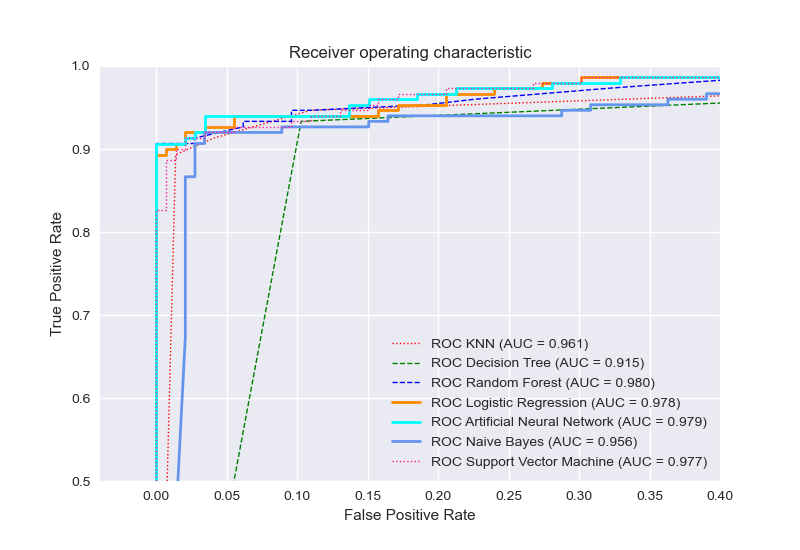 Receiver operating characteristic
1.0
0.9
0.8
0.7
0.6
0.5
True Positive Rate
ROC KNN (AUC = 0.961)
ROC Decision Tree (AUC = 0.915)
ROC Random Forest (AUC = 0.980)
ROC Logistic Regression (AUC = 0.978)
ROC Artificial Neural Network (AUC = 0.979)
ROC Naive Bayes (AUC = 0.956)
ROC Support Vector Machine (AUC = 0.977)
0.00 0.05 0.10 0.15 0.20 0.25 0.30 0.35 0.40
False Positive Rate